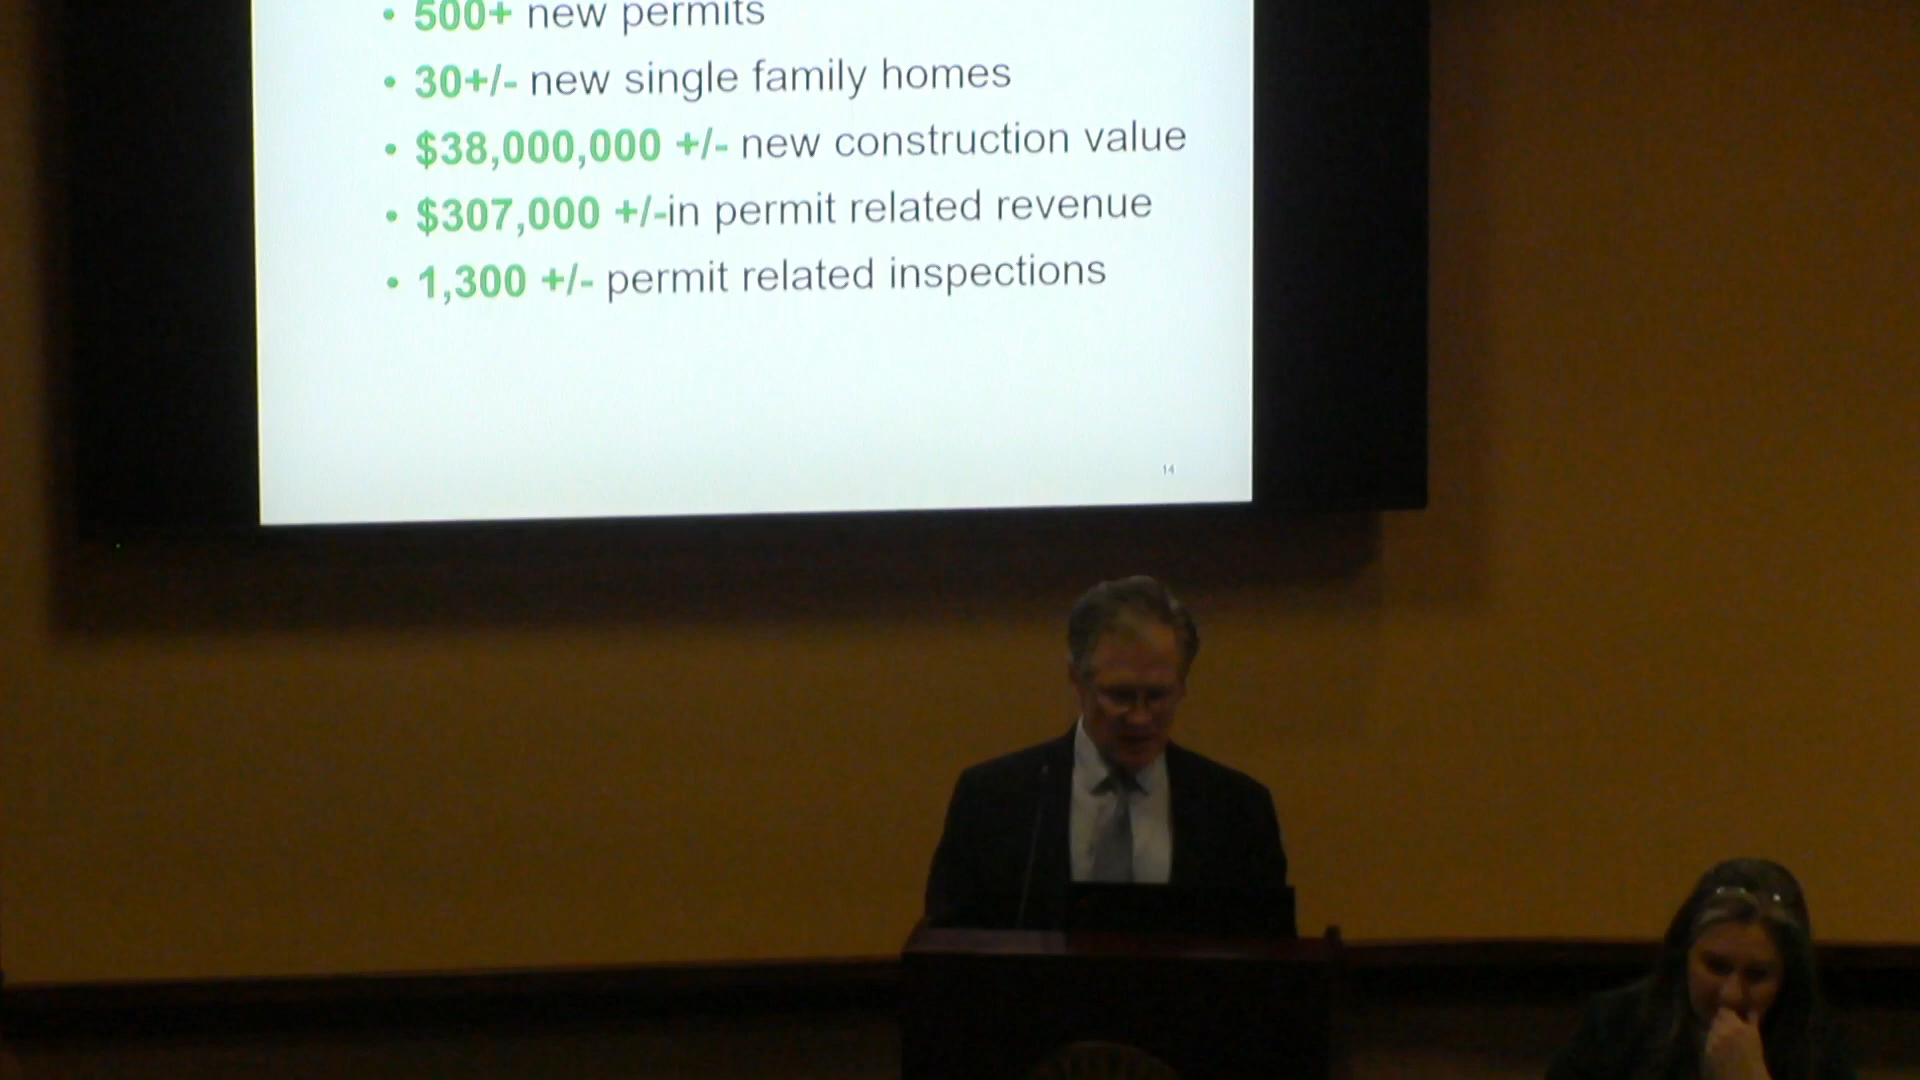 • 500+ new permits
• 30+/- new single family homes
• $38,000,000 +/- new construction value
• $307,000 +/-in permit related revenue
• 1,300 +/- permit related inspections
14